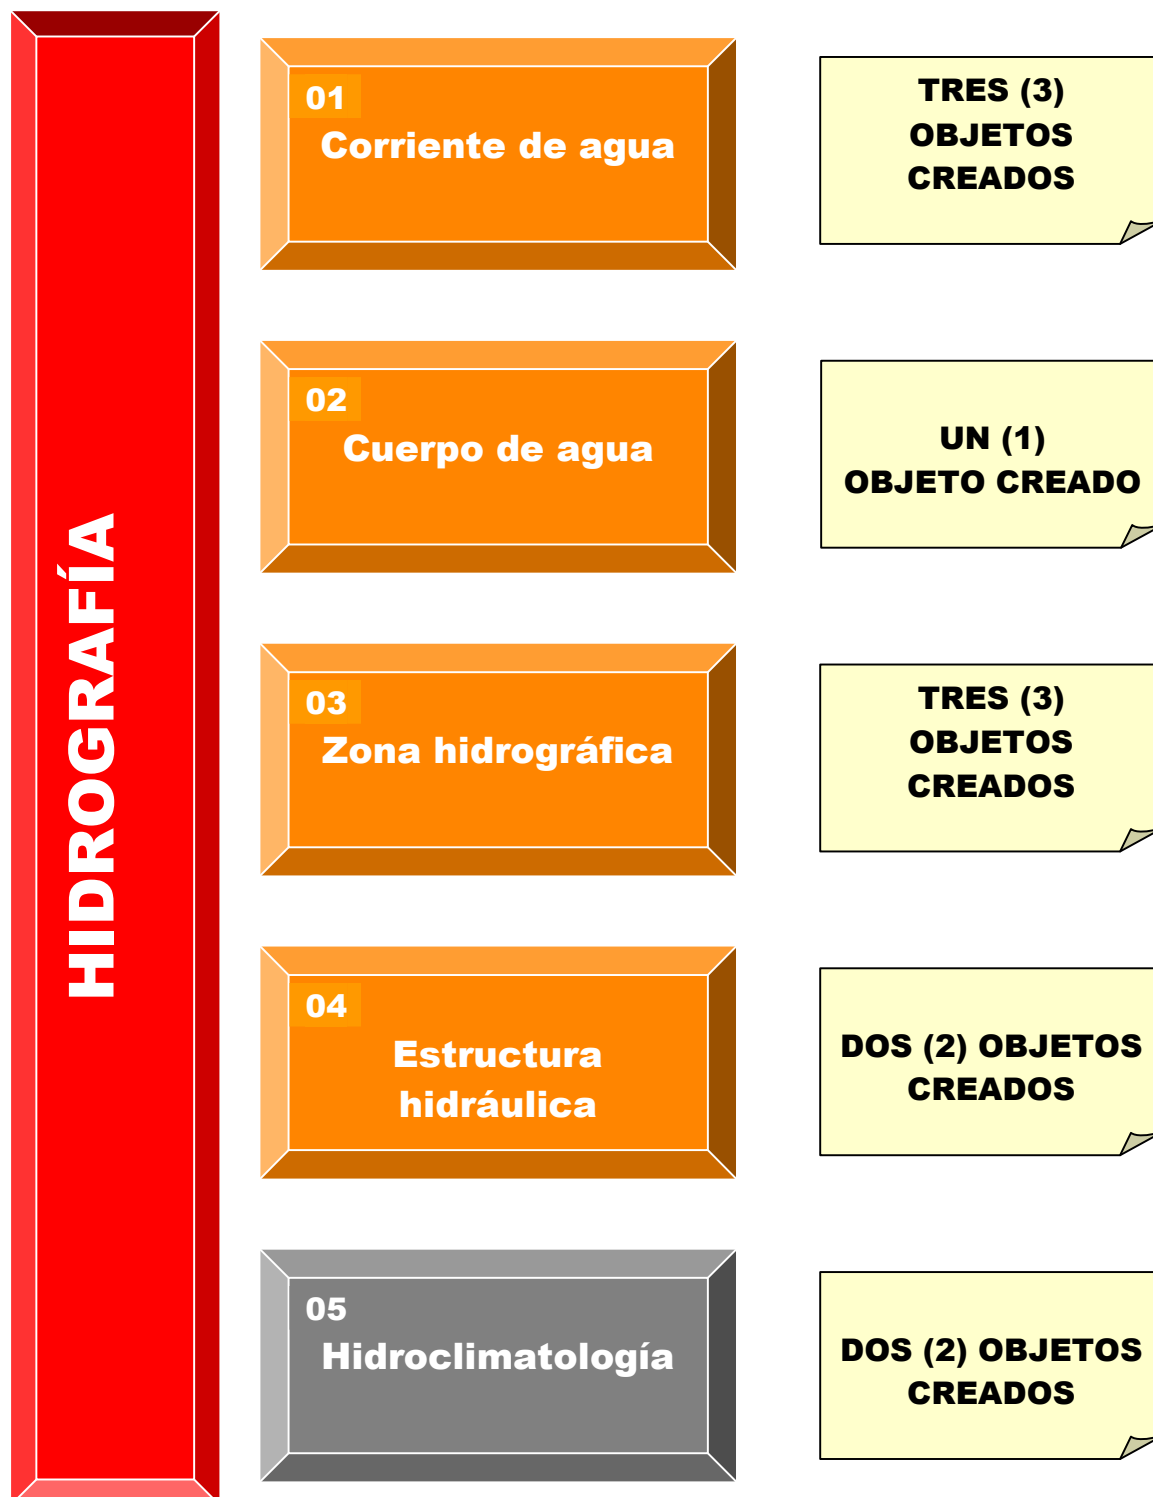 HIDROGRAFÍA
01
Corriente de agua
TRES (3)
OBJETOS
CREADOS
02
Cuerpo de agua
UN (1)
OBJETO CREADO
03
Zona hidrográfica
TRES (3)
OBJETOS
CREADOS
04
Estructura
hidráulica
DOS (2) OBJETOS
CREADOS
05
Hidroclimatología
DOS (2) OBJETOS
CREADOS